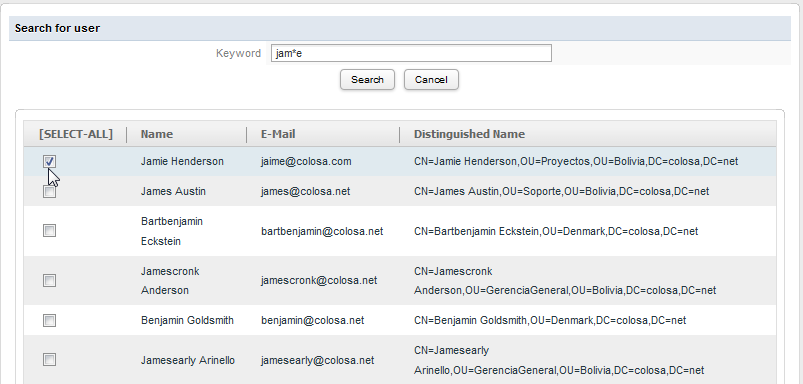 Search for user
Keyword jam*e
Search Cancel
[SELECT-ALL] Name E-Mail Distinguished Name
Jamie Henderson jaime@colosa.com CN=Jamie Henderson,OU=Proyectos,OU=Bolivia,DC=colosa,DC=net
James Austin james@colosa.net CN=James Austin,OU=Soporte,OU=Bolivia,DC=colosa,DC=net
Bartbenjamin
Eckstein bartbenjamin@colosa.net CN=Bartbenjamin Eckstein,OU=Denmark,DC=colosa,DC=net
Jamescronk CN=Jamescronk
Anderson jamescronk@colosa.net Anderson,OU=GerenciaGeneral,OU=Bolivia,DC=colosa,DC=net
Benjamin Goldsmith benjamin@colosa.net CN=Benjamin Goldsmith,OU=Denmark,DC=colosa,DC=net
Jamesearly Arinello jamesearly@colosa.net CN=Jamesearly
Arinello,OU=GerenciaGeneral,OU=Bolivia,DC=colosa,DC=net